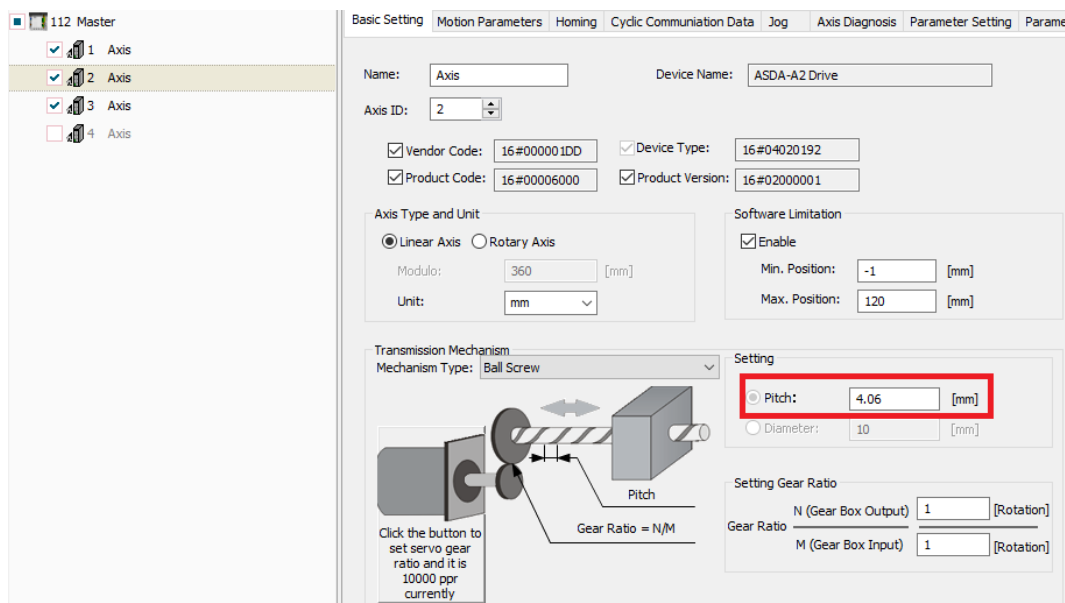 112 Master
1 Axis
2 Axis
3 Axis
4 Axis
Basic Setting Motion Parameters Homing Cyclic Communiation Data Jog Axis Diagnosis Parameter Setting Parame
Name: Axis Device Name: ASDA-A2 Drive
Axis ID: 2
Vendor Code: 16#000001DD Device Type: 16#04020192
Product Code: 16#00006000 Product Version: 16#02000001
Axis Type and Unit
Linear Axis Rotary Axis
Modulo: 360 [mm]
Unit: mm
Software Limitation
Enable
Min. Position: -1 [mm]
Max. Position: 120 [mm]
Transmission Mechanism
Mechanism Type: Ball Screw
Pitch
Gear Ratio = N/M
Click the button to
set servo gear
ratio and it is
10000 ppr
currently
Setting
Pitch: 4.06 [mm]
Diameter: 10 [mm]
Setting Gear Ratio
N (Gear Box Output) 1 [Rotation]
Gear Ratio
M (Gear Box Input) 1 [Rotation]